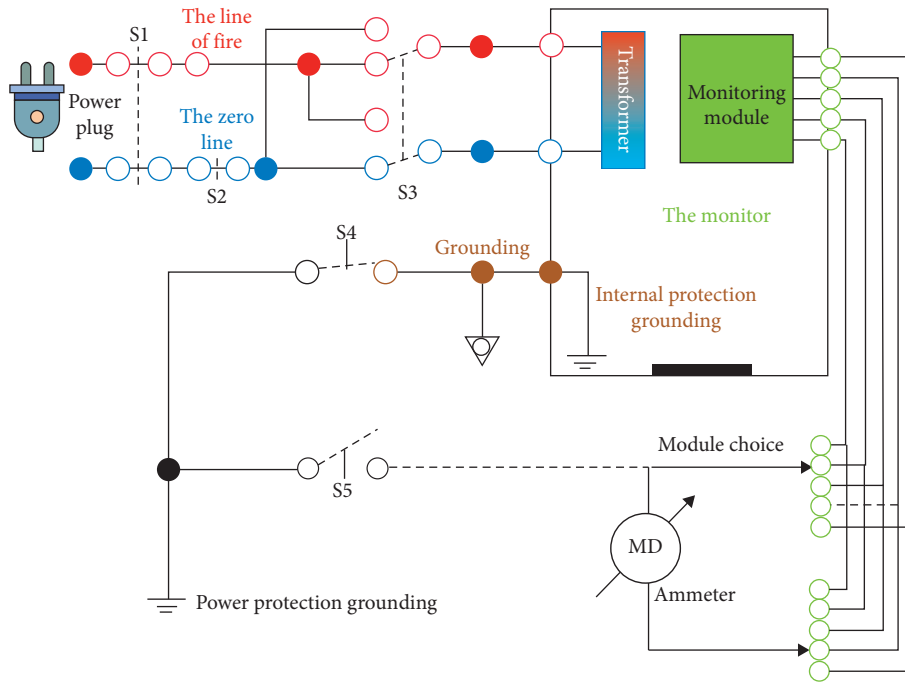 S1
The line
of fire
Power
plug
The zero
line
S2
S3
Transformer
Monitoring
module
The monitor
S4
Grounding
Internal protection
grounding
S5
Module choice
MD
Ammeter
Power protection grounding